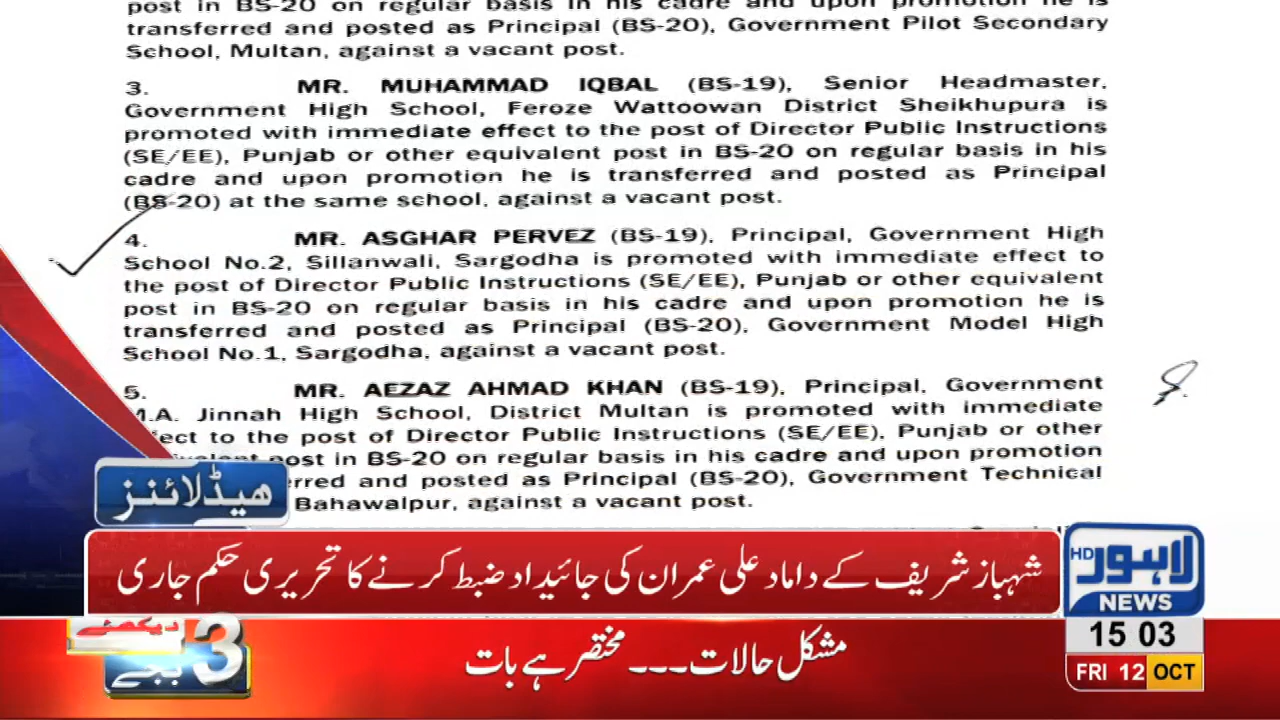 post in BS-20 on regular basis in his cadre and upon promotion he is
transferred and posted as Principal (BS-20), Government Pilot Secondary
School, Multan, against a vacant post.
3. MR. MUHAMMAD IQBAL (BS-19), Senior Headmaster,
Government High School, Feroze Wattoowan District Sheikhupura is
promoted with immediate effect to the post of Director Public Instructions
(SE/EE), Punjab or other equivalent post in BS-20 on regular basis in his
cadre and upon promotion he is transferred and posted as Principal
(BS-20) at the same school, against a vacant post.
4. MR. ASGHAR PERVEZ (BS-19), Principal, Government High
School No.2, Sillanwali, Sargodha is promoted with immediate effect to
the post of Director Public Instructions (SE/EE), Punjab or other equivalent
post in BS-20 on regular basis in his cadre and upon promotion he is
transferred and posted as Principal (BS-20), Government Model High
School No.1, Sargodha, against a vacant post.
5. MR. AEZAZ AHMAD KHAN (BS-19), Principal, Government
M.A. Jinnah High School, District Multan is promoted with immediate
effect to the post of Director Public Instructions (SE/EE), Punjab or other
post in BS-20 on regular basis in his cadre and upon promotion
and posted as Principal (BS-20), Government Technical
Bahawalpur, against a vacant post.
ھیڈلائنز
شہباز شریف کے داماد علی عمران کی جائیداد ضبط کرنے کا تحریری حکم جاری
لاہور HD
NEWS
15 03
FRI 12 OCT
دیکھئے
3 بجے
مشکل حالات --- مختصر ہے بات